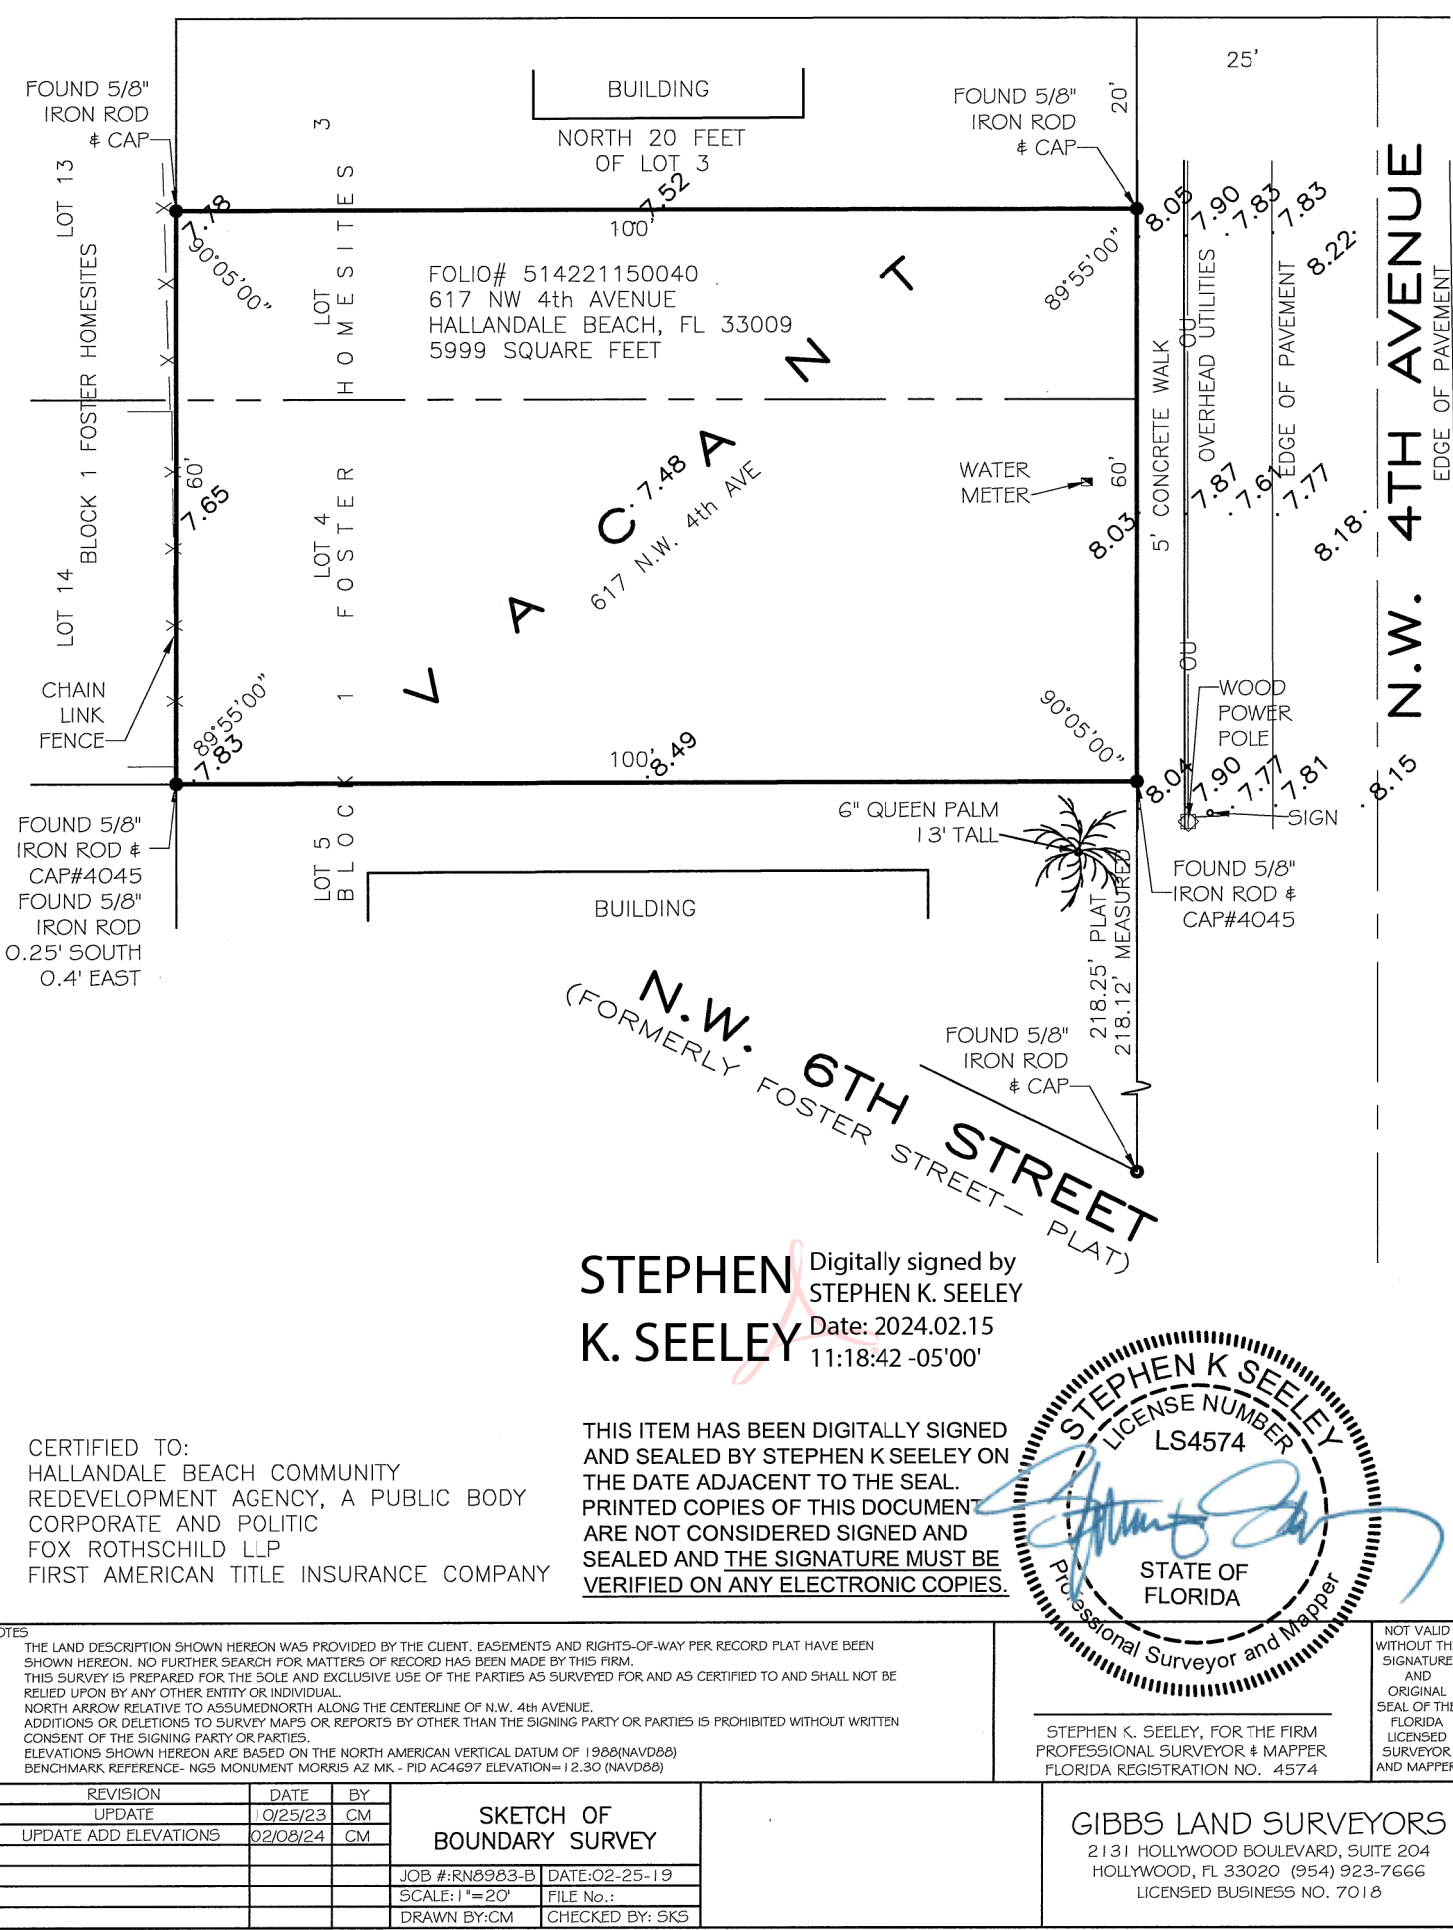 25'
FOUND 5/8"
IRON ROD
& CAP
BUILDING
NORTH 20 FEET
OF LOT 3
FOUND 5/8"
IRON ROD
& CAP
20'
LOT 13
LOT 3
7.78
90°05'00"
7.52
100'
FOLIO# 514221150040
617 NW 4th AVENUE
HALLANDALE BEACH, FL 33009
5999 SQUARE FEET
89°55'00"
8.05
7.90
7.83
7.83
8.22
N.W. 4TH AVENUE
EDGE OF PAVEMENT
EDGE OF PAVEMENT
OVERHEAD UTILITIES
OU
OU
5' CONCRETE WALK
BLOCK 1 FOSTER HOMESITES
BLOCK 1 FOSTER HOMESITES
VACANT
7.48
617 N.W. 4th AVE
WATER
METER
60'
60'
7.65
8.03
7.87
7.61
7.77
8.18
LOT 4
LOT 14
CHAIN
LINK
FENCE
89°55'00"
7.83
100'
8.49
90°05'00"
8.04
7.90
7.77
7.81
8.15
WOOD
POWER
POLE
SIGN
6" QUEEN PALM
13' TALL
FOUND 5/8"
IRON ROD &
CAP#4045
FOUND 5/8"
IRON ROD
0.25' SOUTH
0.4' EAST
LOT 5
BUILDING
FOUND 5/8"
IRON ROD &
CAP#4045
218.25' PLAT
218.12' MEASURED
FOUND 5/8"
IRON ROD
& CAP
N.W. 6TH STREET
(FORMERLY FOSTER STREET- PLAT)
STEPHEN
K. SEELEY
Digitally signed by
STEPHEN K. SEELEY
Date: 2024.02.15
11:18:42 -05'00'
CERTIFIED TO:
HALLANDALE BEACH COMMUNITY
REDEVELOPMENT AGENCY, A PUBLIC BODY
CORPORATE AND POLITIC
FOX ROTHSCHILD LLP
FIRST AMERICAN TITLE INSURANCE COMPANY
THIS ITEM HAS BEEN DIGITALLY SIGNED
AND SEALED BY STEPHEN K SEELEY ON
THE DATE ADJACENT TO THE SEAL.
PRINTED COPIES OF THIS DOCUMENT
ARE NOT CONSIDERED SIGNED AND
SEALED AND THE SIGNATURE MUST BE
VERIFIED ON ANY ELECTRONIC COPIES.
STEPHEN K SEELEY
LICENSE NUMBER
LS4574
STATE OF
FLORIDA
Professional Surveyor and Mapper
OTES
THE LAND DESCRIPTION SHOWN HEREON WAS PROVIDED BY THE CLIENT. EASEMENTS AND RIGHTS-OF-WAY PER RECORD PLAT HAVE BEEN
SHOWN HEREON. NO FURTHER SEARCH FOR MATTERS OF RECORD HAS BEEN MADE BY THIS FIRM.
THIS SURVEY IS PREPARED FOR THE SOLE AND EXCLUSIVE USE OF THE PARTIES AS SURVEYED FOR AND AS CERTIFIED TO AND SHALL NOT BE
RELIED UPON BY ANY OTHER ENTITY OR INDIVIDUAL.
NORTH ARROW RELATIVE TO ASSUMEDNORTH ALONG THE CENTERLINE OF N.W. 4th AVENUE.
ADDITIONS OR DELETIONS TO SURVEY MAPS OR REPORTS BY OTHER THAN THE SIGNING PARTY OR PARTIES IS PROHIBITED WITHOUT WRITTEN
CONSENT OF THE SIGNING PARTY OR PARTIES.
ELEVATIONS SHOWN HEREON ARE BASED ON THE NORTH AMERICAN VERTICAL DATUM OF 1988(NAVD88)
BENCHMARK REFERENCE- NGS MONUMENT MORRIS AZ MK - PID AC4697 ELEVATION=12.30 (NAVD88)
STEPHEN K. SEELEY, FOR THE FIRM
PROFESSIONAL SURVEYOR & MAPPER
FLORIDA REGISTRATION NO. 4574
NOT VALID
WITHOUT TH
SIGNATURE
AND
ORIGINAL
SEAL OF THE
FLORIDA
LICENSED
SURVEYOR
AND MAPPER
REVISION DATE BY
UPDATE 10/25/23 CM
UPDATE ADD ELEVATIONS 02/08/24 CM
SKETCH OF
BOUNDARY SURVEY
JOB #:RN8983-B DATE:02-25-19
SCALE:1"=20' FILE No.:
DRAWN BY:CM CHECKED BY: SKS
GIBBS LAND SURVEYORS
2131 HOLLYWOOD BOULEVARD, SUITE 204
HOLLYWOOD, FL 33020 (954) 923-7666
LICENSED BUSINESS NO. 7018